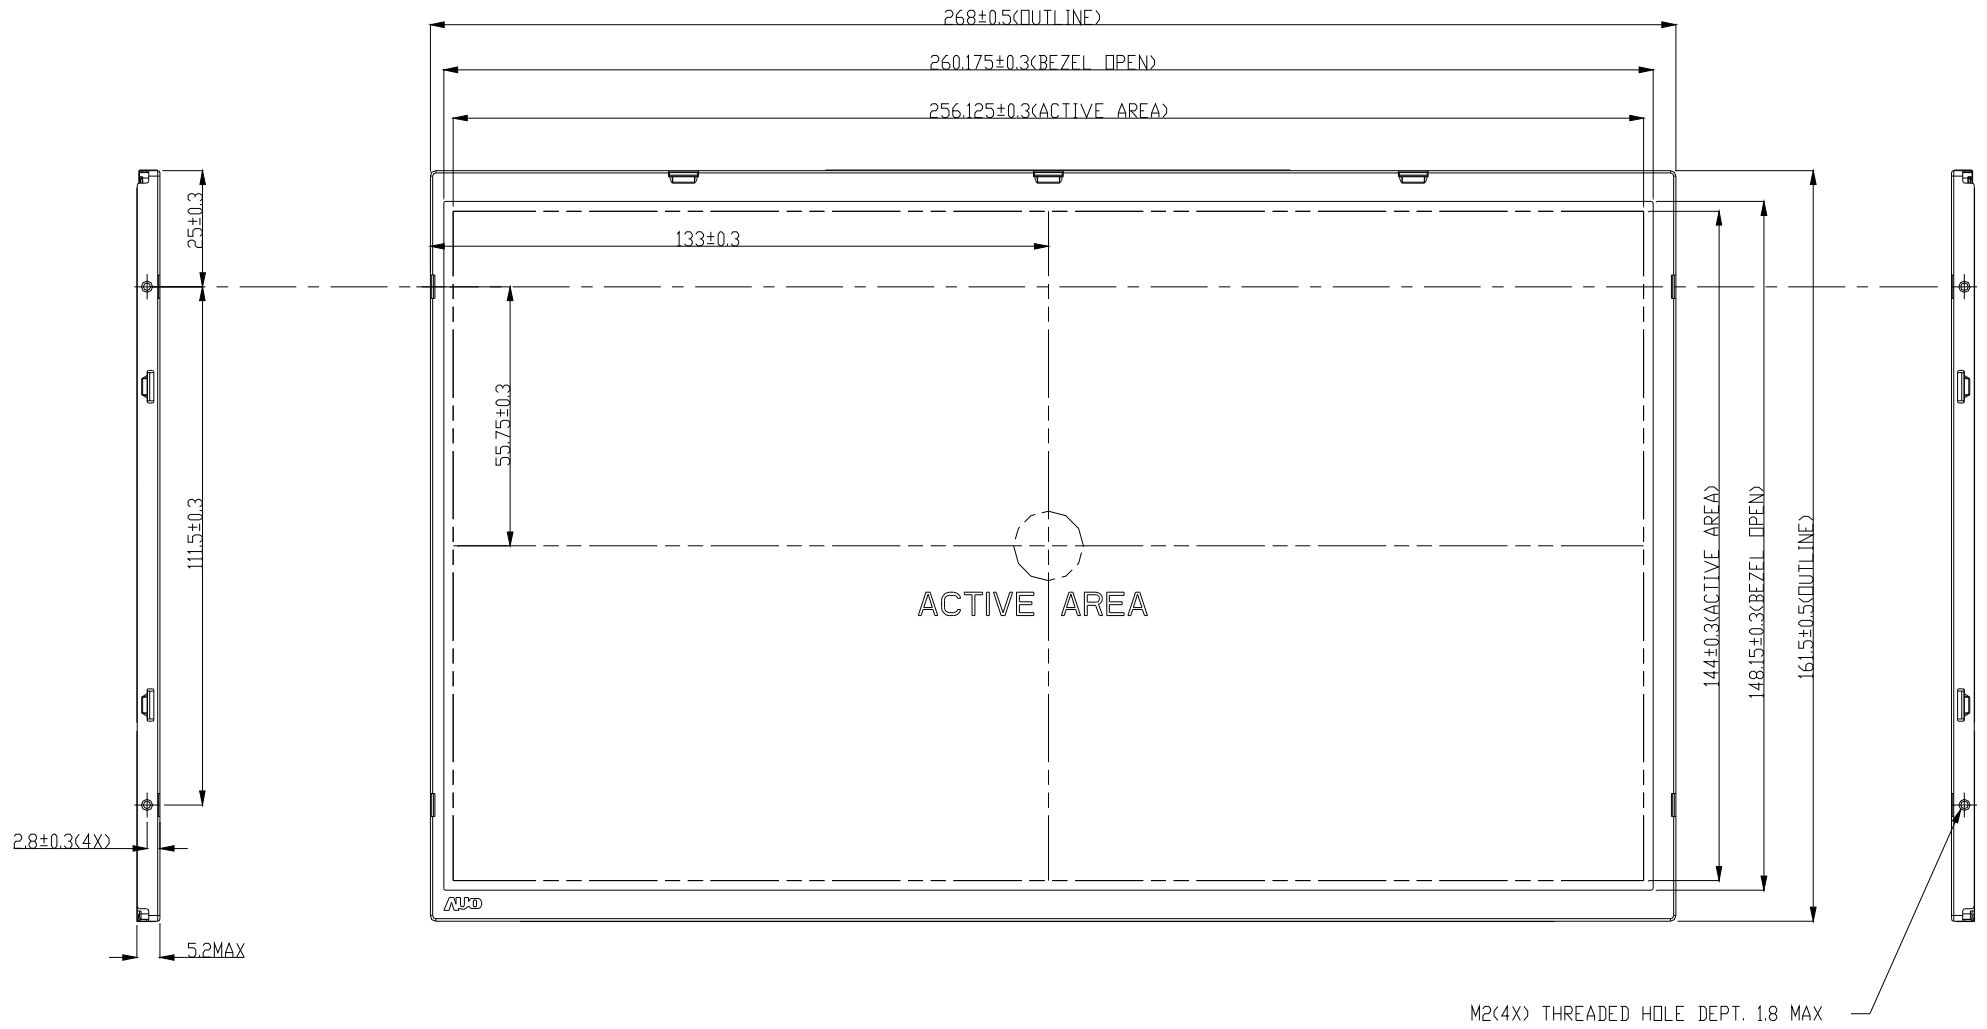 268±0.5(OUTLINE)
260.175±0.3(BEZEL OPEN)
256.125±0.3(ACTIVE AREA)
25±0.3
133±0.3
55.75±0.3
111.5±0.3
144±0.3(ACTIVE AREA)
148.15±0.3(BEZEL OPEN)
161.5±0.5(OUTLINE)
ACTIVE AREA
2.8±0.3(4X)
AUO
5.2MAX
M2(4X) THREADED HOLE DEPT. 1.8 MAX